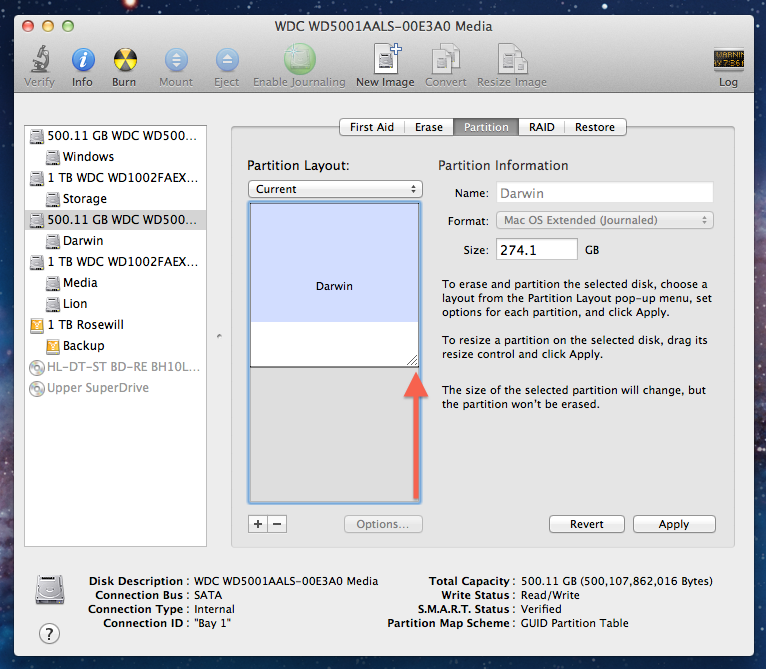 WDC WD5001AALS-00E3A0 Media
Verify Info Burn Mount Eject Enable Journaling New Image Convert Resize Image Log
First Aid Erase Partition RAID Restore
500.11 GB WDC WD500...
Windows
1 TB WDC WD1002FAEX...
Storage
500.11 GB WDC WD500...
Darwin
1 TB WDC WD1002FAEX...
Media
Lion
1 TB Rosewill
Backup
HL-DT-ST BD-RE BH10L...
Upper SuperDrive
Partition Layout:
Current
Darwin
+ −
Options...
Partition Information
Name: Darwin
Format: Mac OS Extended (Journaled)
Size: 274.1 GB
To erase and partition the selected disk, choose a
layout from the Partition Layout pop-up menu, set
options for each partition, and click Apply.
To resize a partition on the selected disk, drag its
resize control and click Apply.
The size of the selected partition will change, but
the partition won't be erased.
Revert Apply
Disk Description : WDC WD5001AALS-00E3A0 Media
Connection Bus : SATA
Connection Type : Internal
Connection ID : "Bay 1"
Total Capacity : 500.11 GB (500,107,862,016 Bytes)
Write Status : Read/Write
S.M.A.R.T. Status : Verified
Partition Map Scheme : GUID Partition Table
?